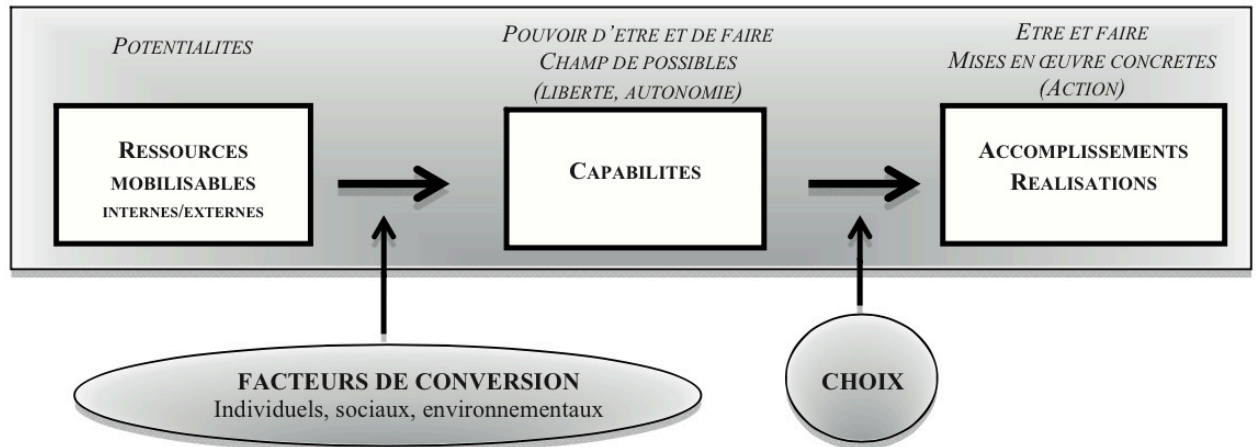 POTENTIALITES
POUVOIR D'ETRE ET DE FAIRE
CHAMP DE POSSIBLES
(LIBERTE, AUTONOMIE)
ETRE ET FAIRE
MISES EN ŒUVRE CONCRETES
(ACTION)
RESSOURCES
MOBILISABLES
INTERNES/EXTERNES
CAPABILITES
ACCOMPLISSEMENTS
REALISATIONS
FACTEURS DE CONVERSION
Individuels, sociaux, environnementaux
CHOIX